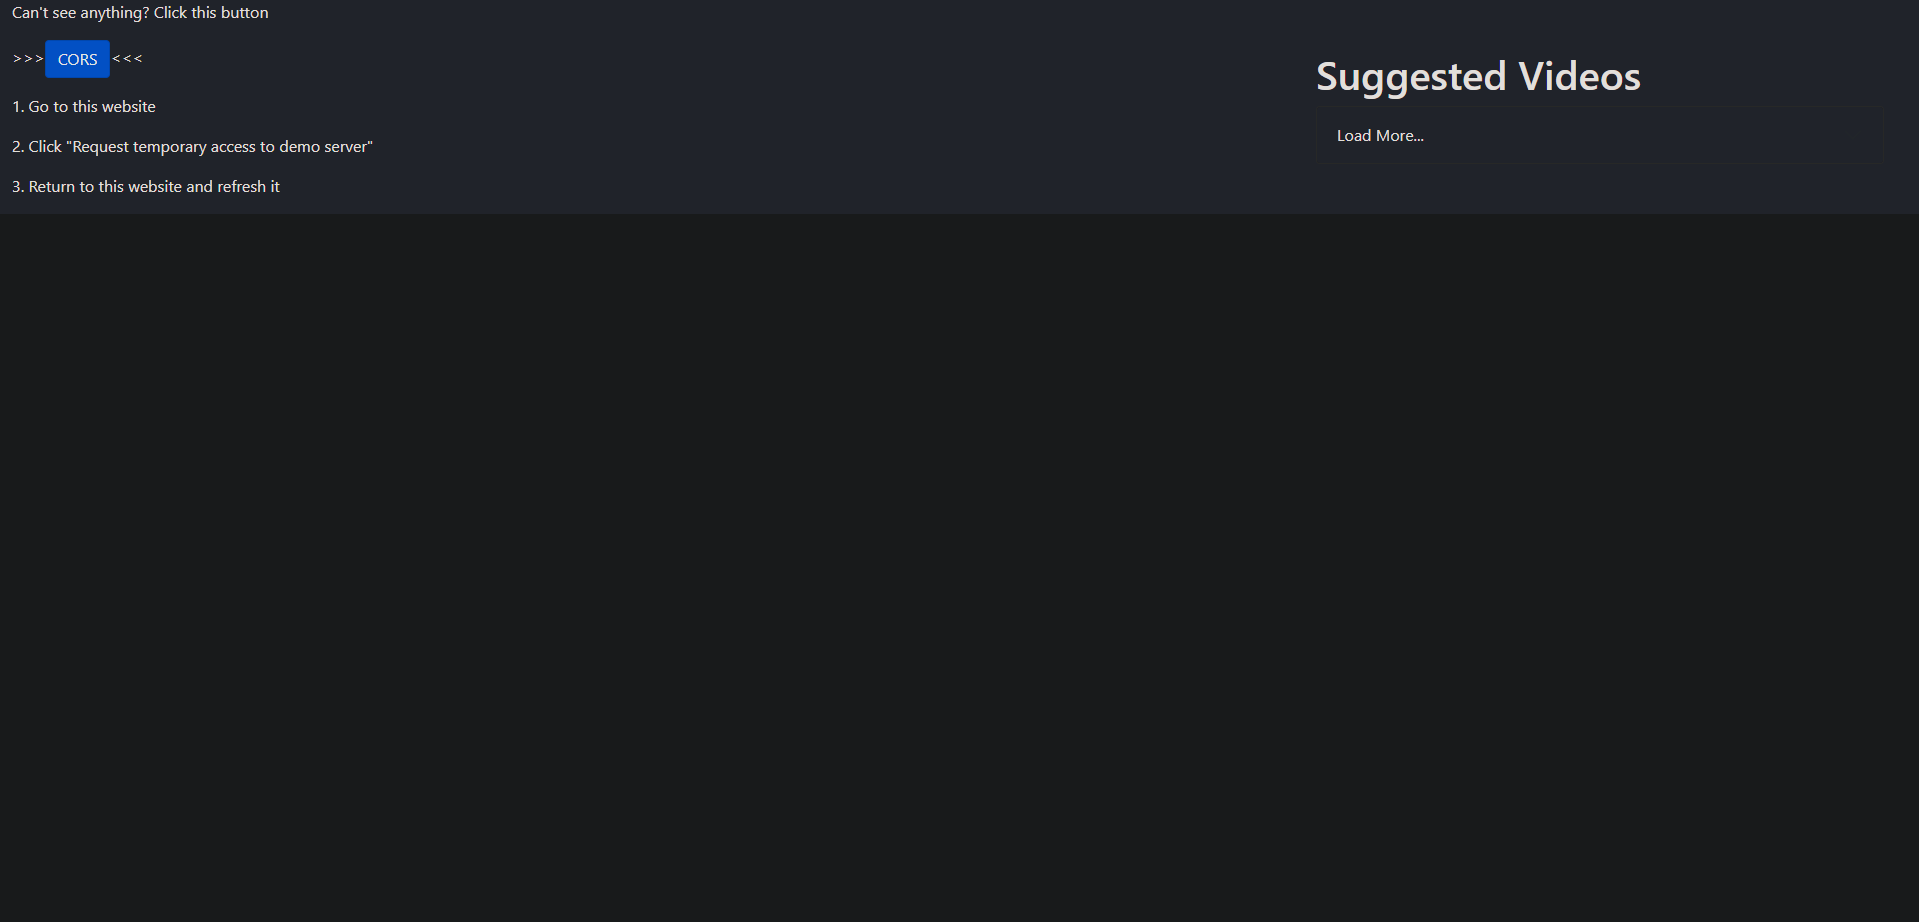 Can't see anything? Click this button
>>> CORS <<<
1. Go to this website
2. Click "Request temporary access to demo server"
3. Return to this website and refresh it
Suggested Videos
Load More...